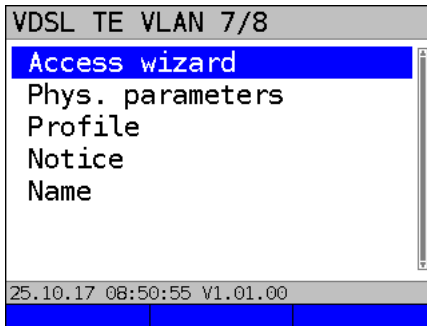 VDSL TE VLAN 7/8
Access wizard
Phys. parameters
Profile
Notice
Name
25.10.17 08:50:55 V1.01.00